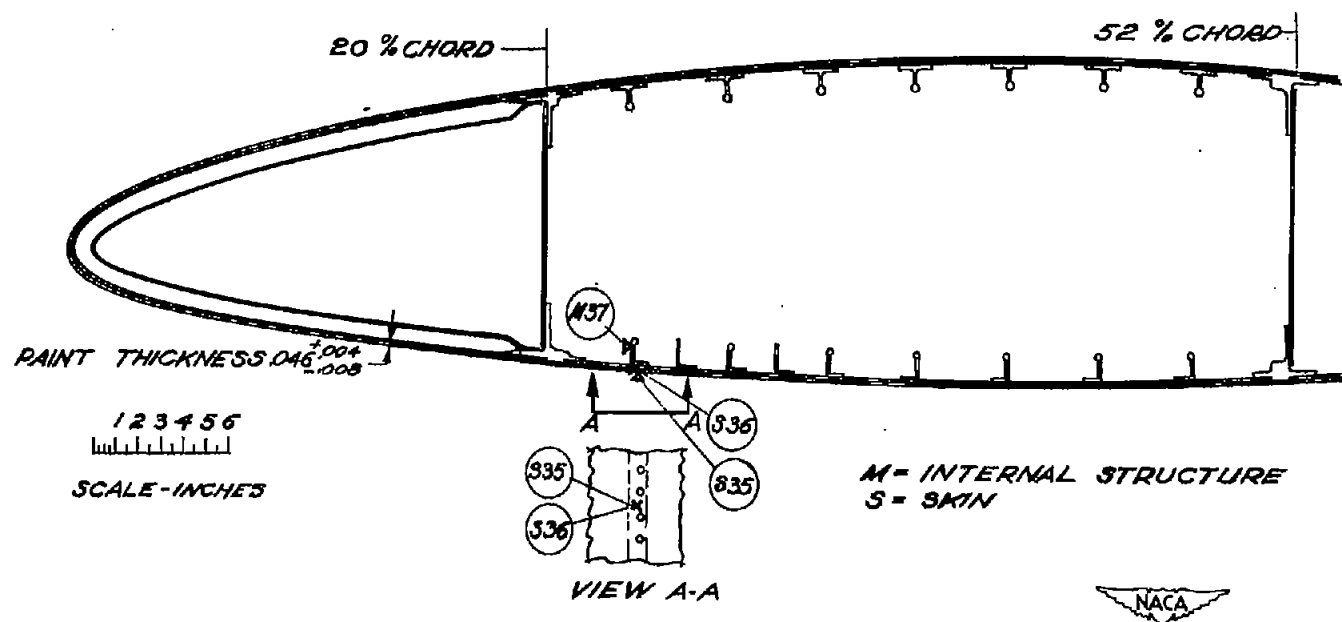 20 % CHORD
52 % CHORD
M37
PAINT THICKNESS .046 +.004
-.008
1 2 3 4 5 6
SCALE-INCHES
A
A
S36
S35
S35
S36
VIEW A-A
M = INTERNAL STRUCTURE
S = SKIN
NACA